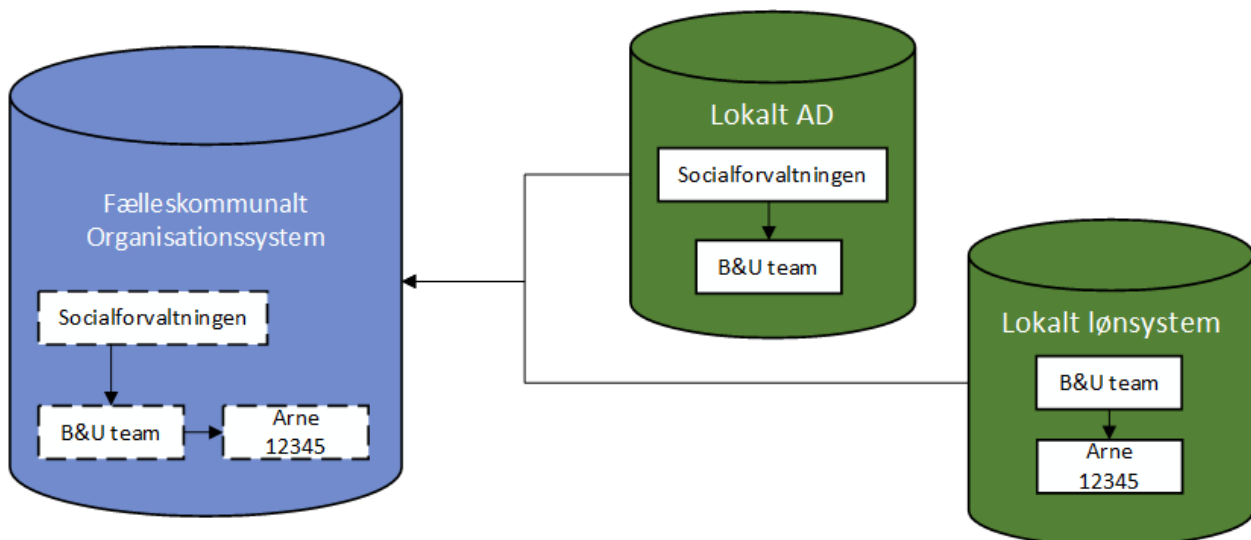 Fælleskommunalt
Organisationssystem
Socialforvaltningen
B&U team
Arne
12345
Lokalt AD
Socialforvaltningen
B&U team
Lokalt lønsystem
B&U team
Arne
12345